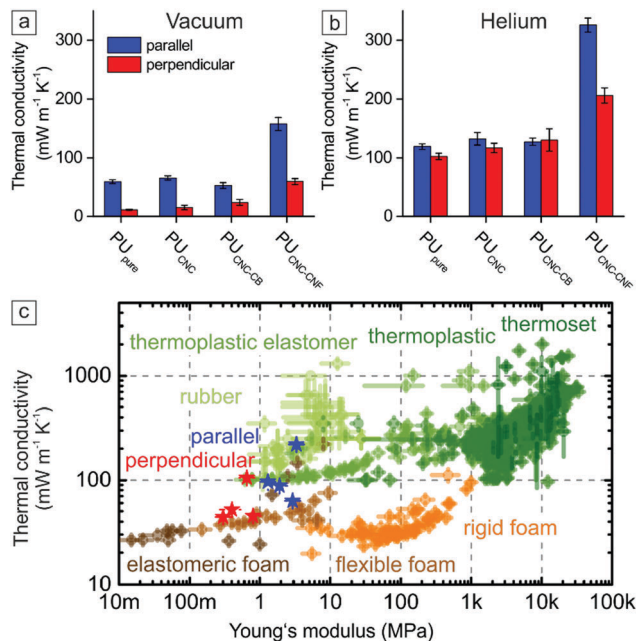 a
Vacuum
b
Helium
Thermal conductivity
(mW m⁻¹ K⁻¹)
300
200
100
0
parallel
perpendicular
PU pure
PU CNC
PU CNC-CB
PU CNC-CNF
Thermal conductivity
(mW m⁻¹ K⁻¹)
300
200
100
0
PU pure
PU CNC
PU CNC-CB
PU CNC-CNF
c
Thermal conductivity
(mW m⁻¹ K⁻¹)
1000
100
10
thermoplastic elastomer
thermoplastic
thermoset
rubber
parallel
perpendicular
elastomeric foam
flexible foam
rigid foam
10m
100m
1
10
100
1k
10k
100k
Young's modulus (MPa)